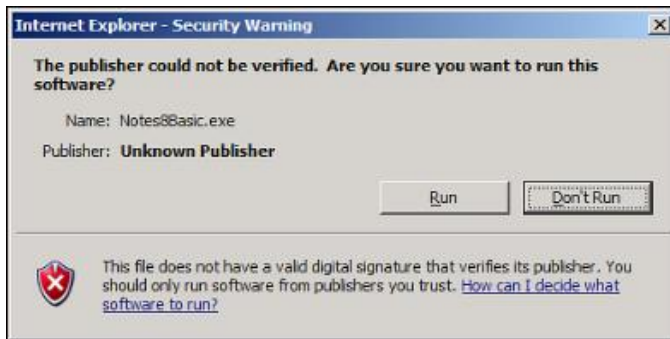 Internet Explorer - Security Warning
The publisher could not be verified. Are you sure you want to run this
software?
Name: Notes8Basic.exe
Publisher: Unknown Publisher
Run Don't Run
This file does not have a valid digital signature that verifies its publisher. You
should only run software from publishers you trust. How can I decide what
software to run?